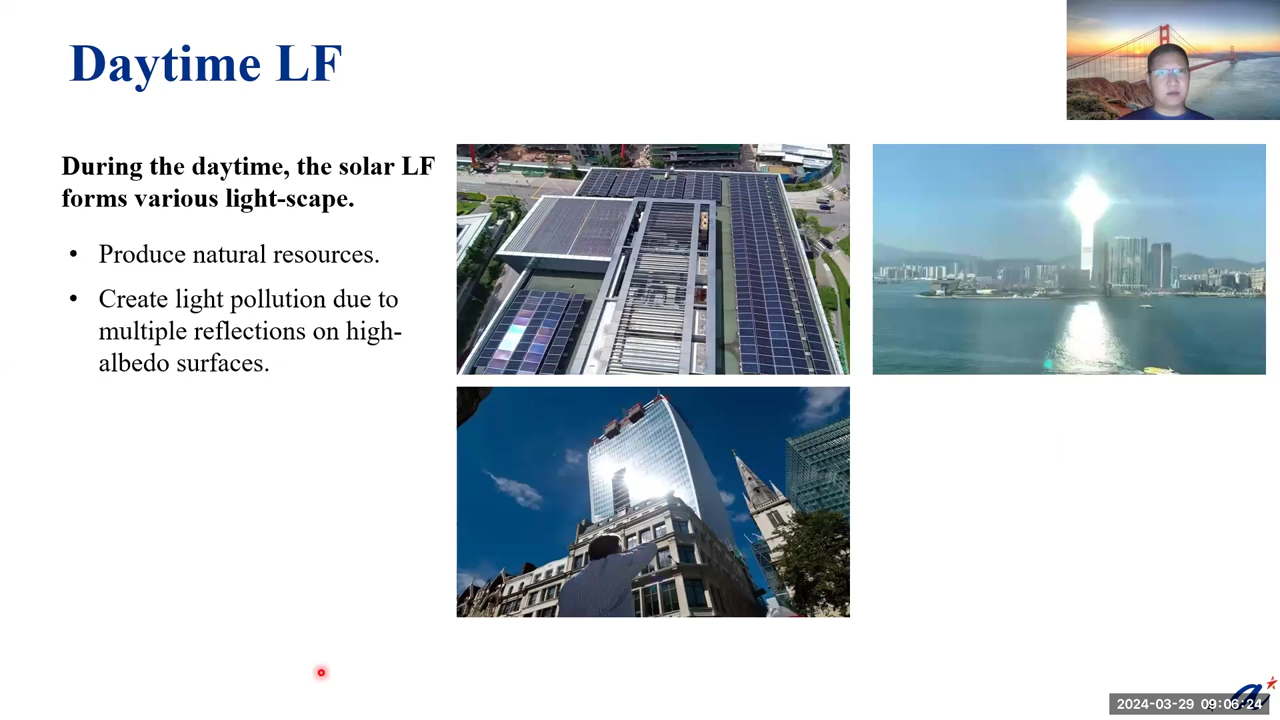 Daytime LF
During the daytime, the solar LF
forms various light-scape.
• Produce natural resources.
• Create light pollution due to
multiple reflections on high-
albedo surfaces.
2024-03-29 09:06:24